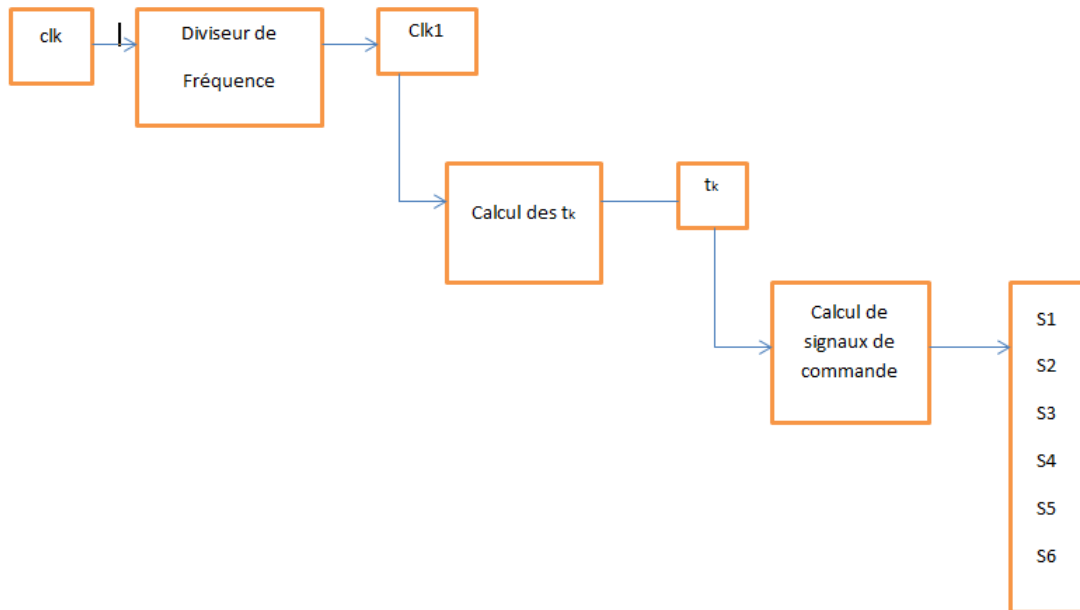 clk
Diviseur de
Fréquence
Clk1
Calcul des tk
tk
Calcul de
signaux de
commande
S1
S2
S3
S4
S5
S6